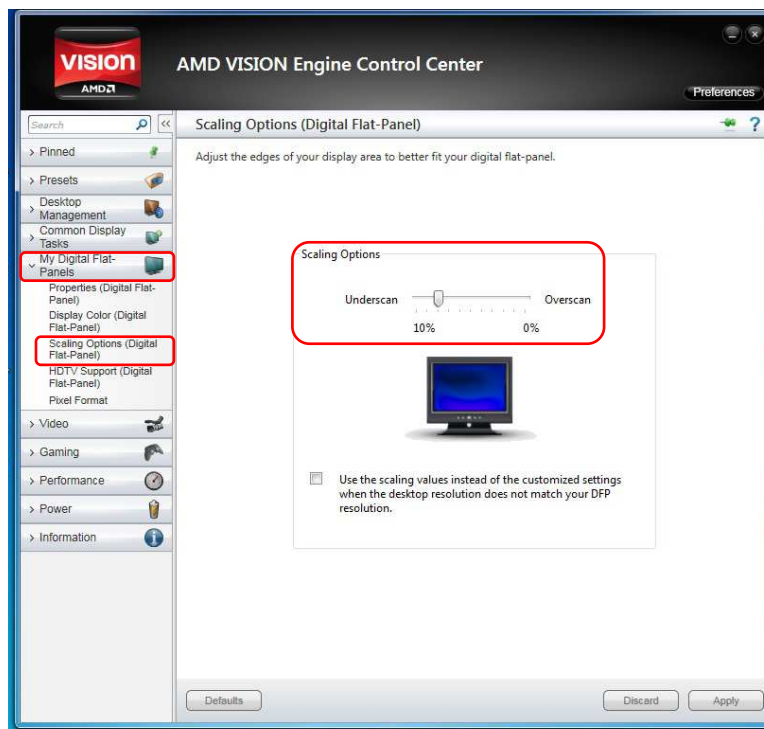 VISION
AMD
AMD VISION Engine Control Center
Preferences
Search
<<
Scaling Options (Digital Flat-Panel)
?
> Pinned
> Presets
> Desktop
Management
> Common Display
Tasks
My Digital Flat-
Panels
Properties (Digital Flat-
Panel)
Display Color (Digital
Flat-Panel)
Scaling Options (Digital
Flat-Panel)
HDTV Support (Digital
Flat-Panel)
Pixel Format
> Video
> Gaming
> Performance
> Power
> Information
Adjust the edges of your display area to better fit your digital flat-panel.
Scaling Options
Underscan Overscan
10% 0%
Use the scaling values instead of the customized settings
when the desktop resolution does not match your DFP
resolution.
Defaults Discard Apply